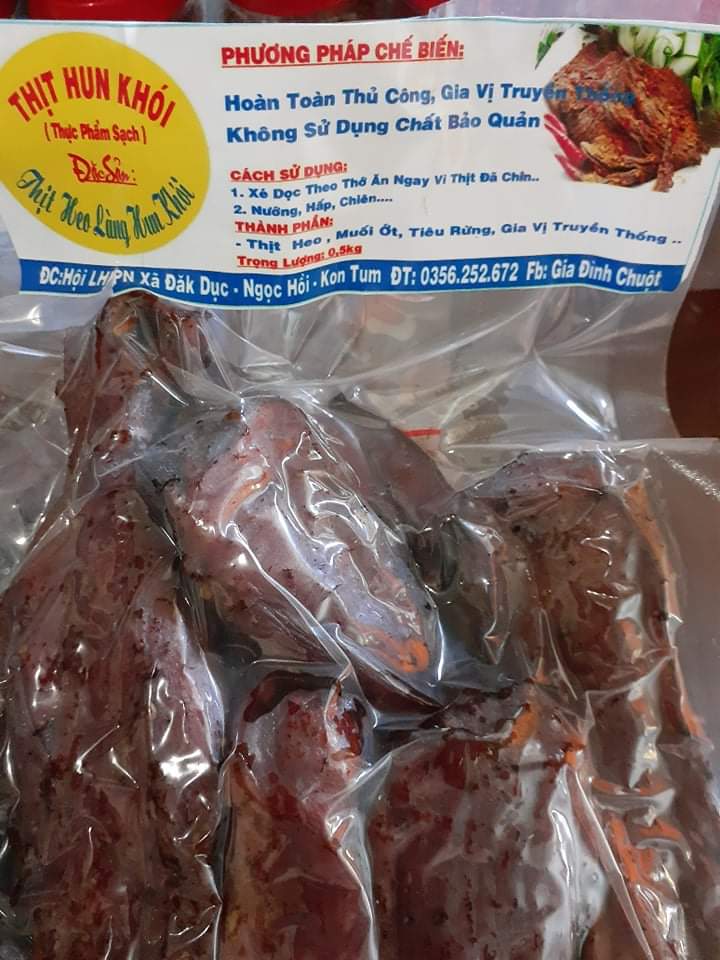 THỊT HUN KHÓI
( Thực Phẩm Sạch )
Đặc Sản:
Thịt Heo Làng Hun Khói
PHƯƠNG PHÁP CHẾ BIẾN:
Hoàn Toàn Thủ Công, Gia Vị Truyền Thống
Không Sử Dụng Chất Bảo Quản
CÁCH SỬ DỤNG:
1. Xé Dọc Theo Thớ Ăn Ngay Vì Thịt Đã Chín..
2. Nướng, Hấp, Chiên....
THÀNH PHẦN:
- Thịt Heo , Muối Ớt, Tiêu Rừng, Gia Vị Truyền Thống ..
Trọng Lượng: 0,5kg
ĐC:Hội LHPN Xã Đăk Dục - Ngọc Hồi - Kon Tum ĐT: 0356.252.672 Fb: Gia Đình Chuột